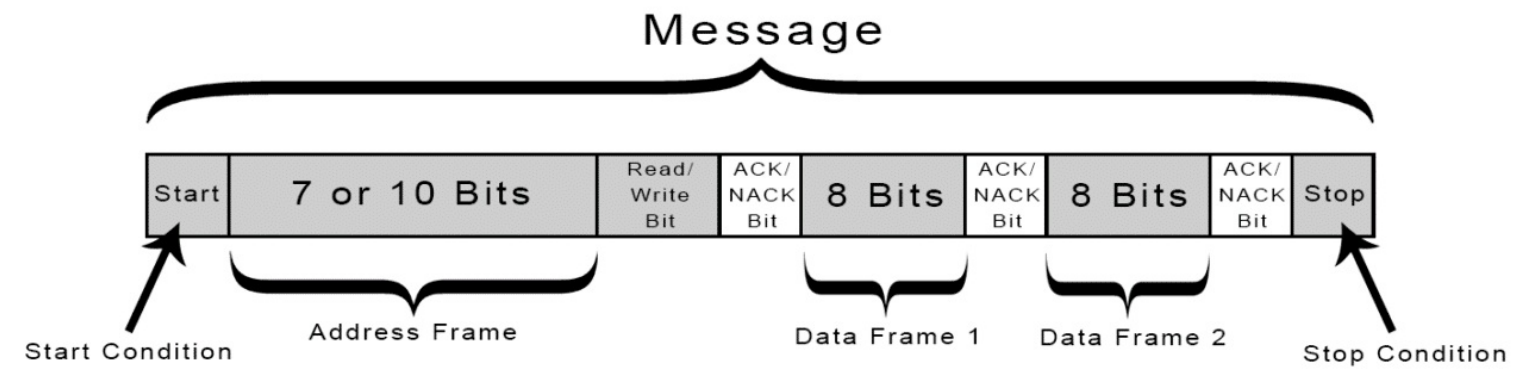 Message
Start
7 or 10 Bits
Read/
Write
Bit
ACK/
NACK
Bit
8 Bits
ACK/
NACK
Bit
8 Bits
ACK/
NACK
Bit
Stop
Start Condition
Address Frame
Data Frame 1
Data Frame 2
Stop Condition